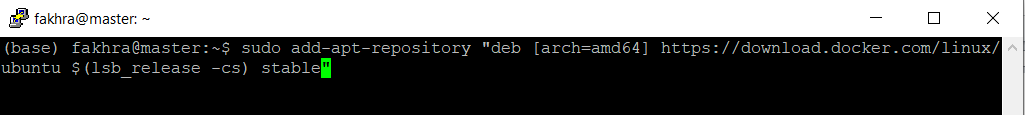 fakhra@master: ~
(base) fakhra@master:~$ sudo add-apt-repository "deb [arch=amd64] https://download.docker.com/linux/
ubuntu $(lsb_release -cs) stable"